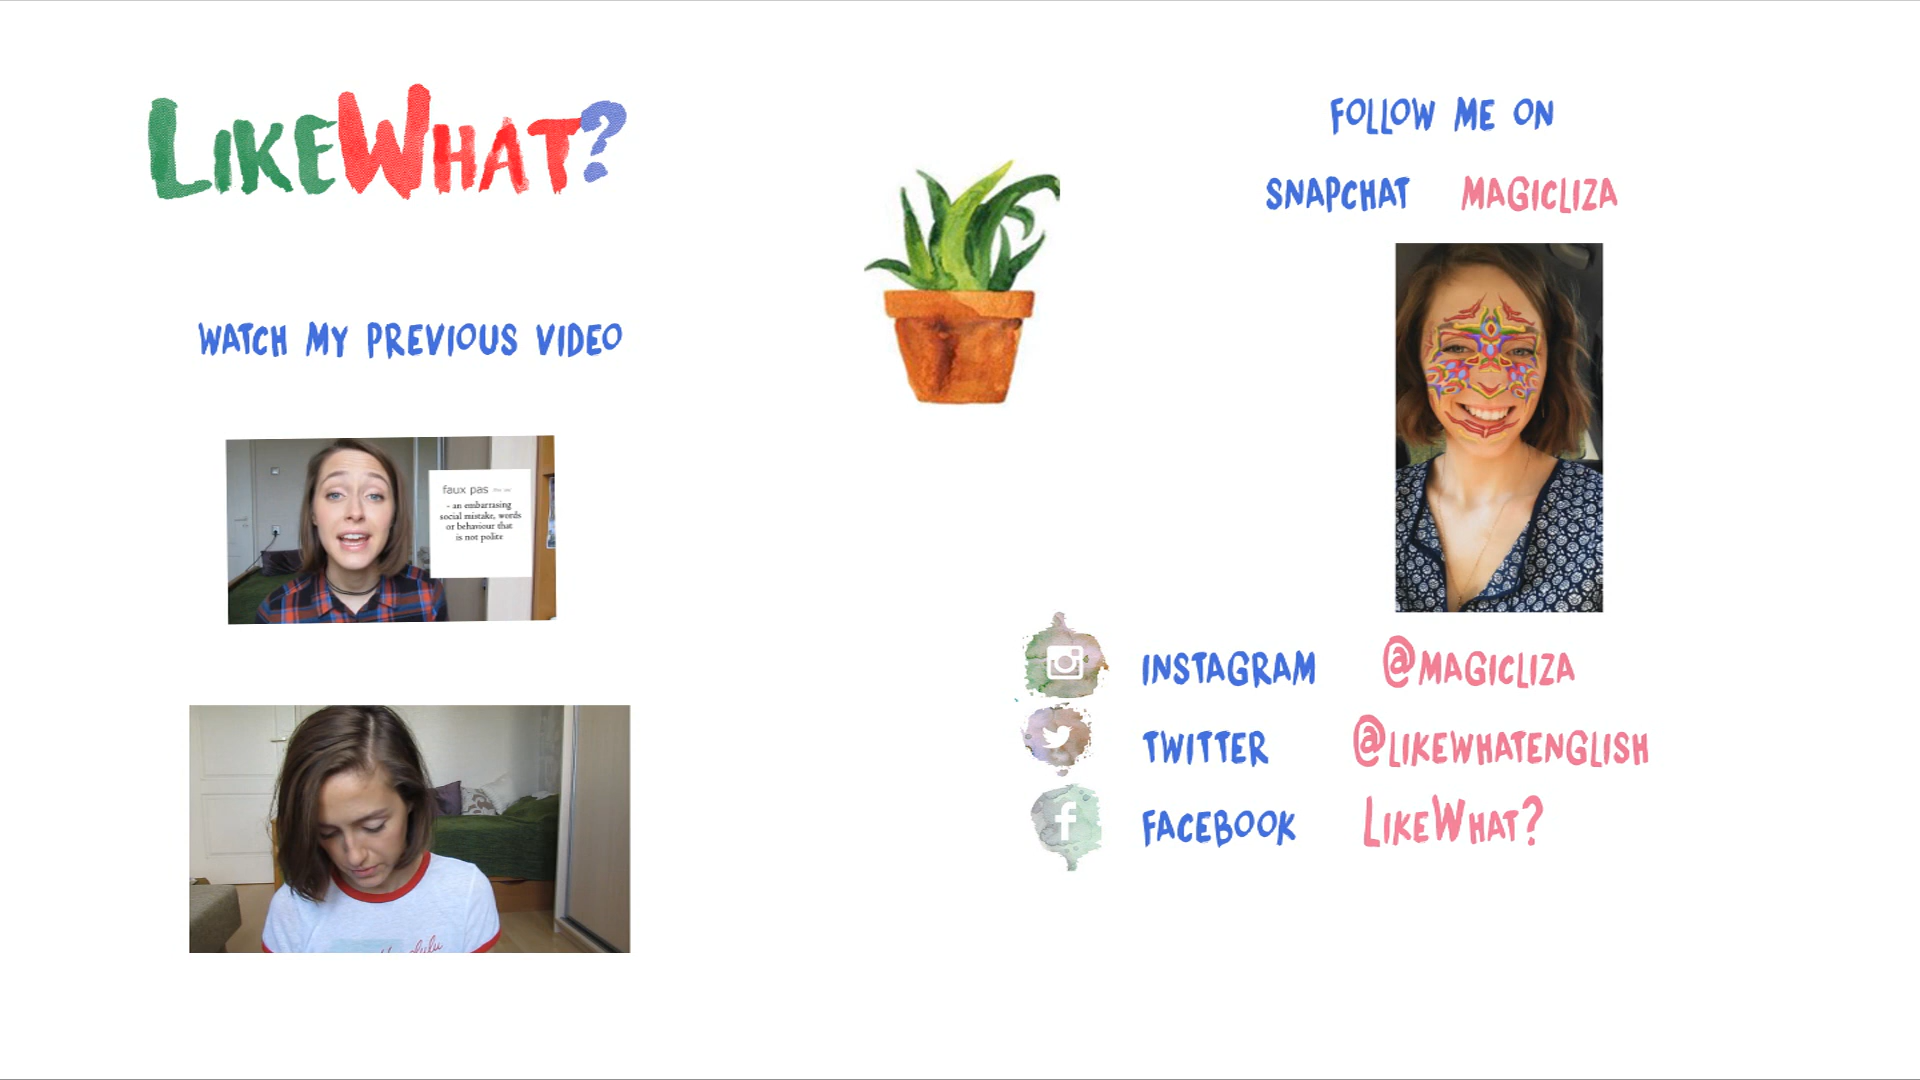 LIKEWHAT?
WATCH MY PREVIOUS VIDEO
faux pas
- an embarrasing
social mistake, words
or behaviour that
is not polite
FOLLOW ME ON
SNAPCHAT MAGICLIZA
INSTAGRAM @MAGICLIZA
TWITTER @LIKEWHATENGLISH
FACEBOOK LIKEWHAT?